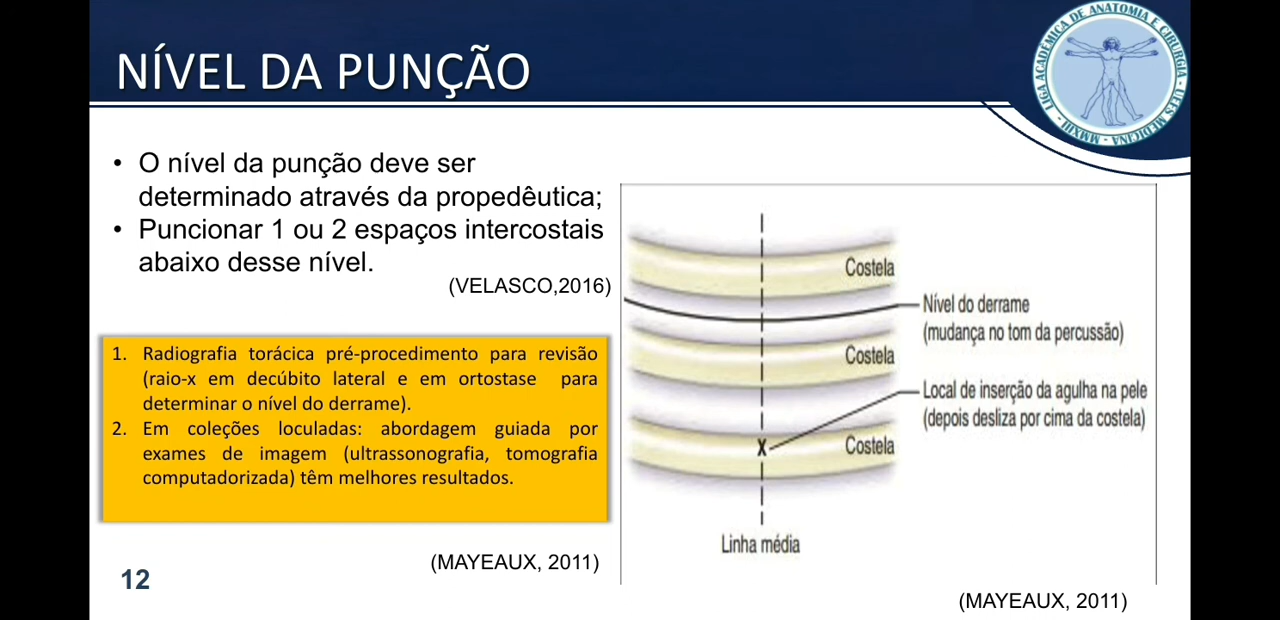 NÍVEL DA PUNÇÃO
LIGA ACADÊMICA DE ANATOMIA E CIRURGIA - UEFS MEDICINA - MMXIII -
• O nível da punção deve ser
determinado através da propedêutica;
• Puncionar 1 ou 2 espaços intercostais
abaixo desse nível.
(VELASCO,2016)
1. Radiografia torácica pré-procedimento para revisão
(raio-x em decúbito lateral e em ortostase para
determinar o nível do derrame).
2. Em coleções loculadas: abordagem guiada por
exames de imagem (ultrassonografia, tomografia
computadorizada) têm melhores resultados.
(MAYEAUX, 2011)
12
Costela
Nível do derrame
(mudança no tom da percussão)
Costela
Local de inserção da agulha na pele
(depois desliza por cima da costela)
X
Costela
Linha média
(MAYEAUX, 2011)